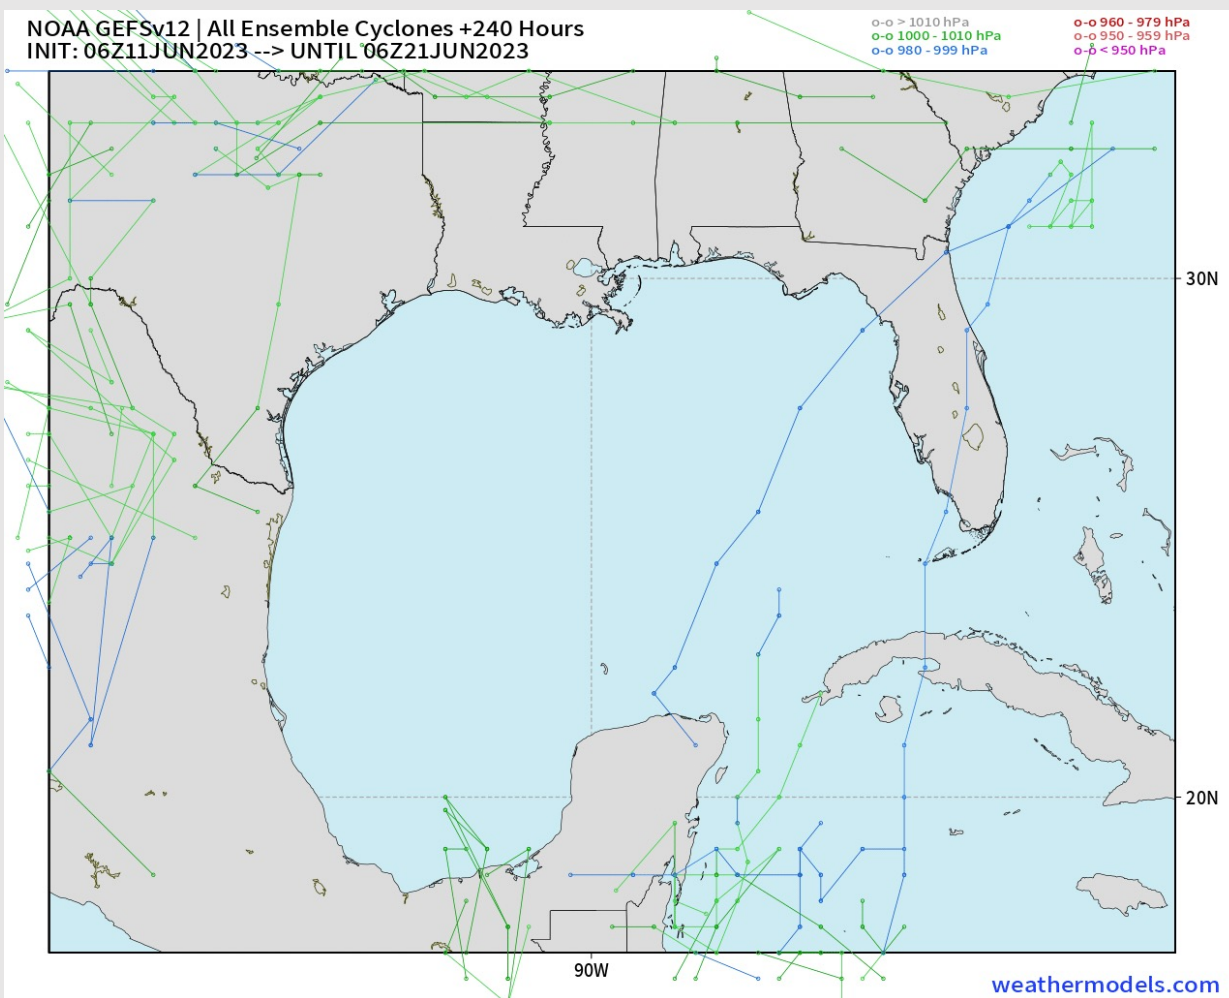 NOAA GEFSv12 | All Ensemble Cyclones +240 Hours
INIT: 06Z11JUN2023 --> UNTIL 06Z21JUN2023
o-o > 1010 hPa
o-o 1000 - 1010 hPa
o-o 980 - 999 hPa
o-o 960 - 979 hPa
o-o 950 - 959 hPa
o-o < 950 hPa
30N
20N
90W
weathermodels.com